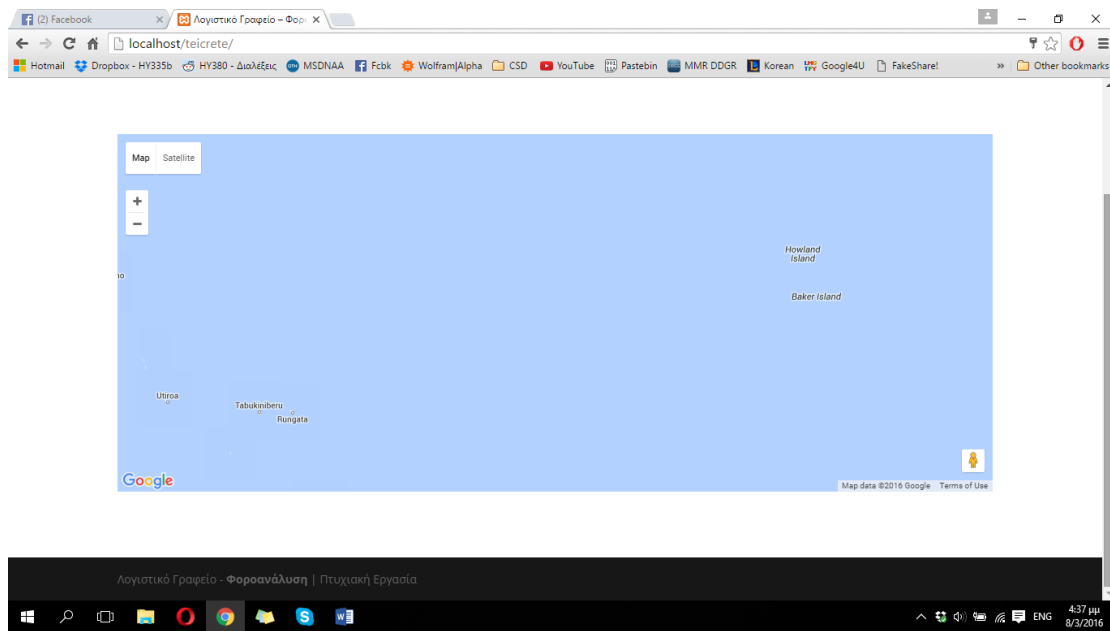 (2) Facebook
Λογιστικό Γραφείο – Φορ
localhost/teicrete/
Hotmail Dropbox - HY335b HY380 - Διαλέξεις MSDNAA Fcbk Wolfram|Alpha CSD YouTube Pastebin MMR DDGR Korean Google4U FakeShare! » Other bookmarks
Map Satellite
+
−
Howland
Island
Baker Island
Utiroa
Tabukiniberu
Rungata
Google
Map data ©2016 Google Terms of Use
Λογιστικό Γραφείο - Φοροανάλυση | Πτυχιακή Εργασία
ENG
4:37 μμ
8/3/2016